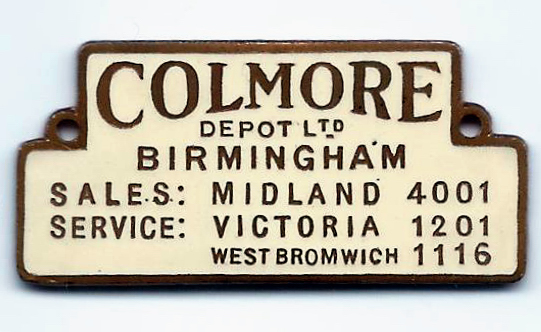 COLMORE
DEPOT LTD
BIRMINGHAM
SALES: MIDLAND 4001
SERVICE: VICTORIA 1201
WEST BROMWICH 1116